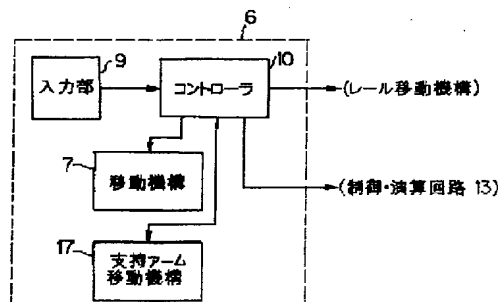 6
9
入力部
10
コントローラ
(レール移動機構)
7
移動機構
(制御・演算回路 13)
17
支持アーム
移動機構